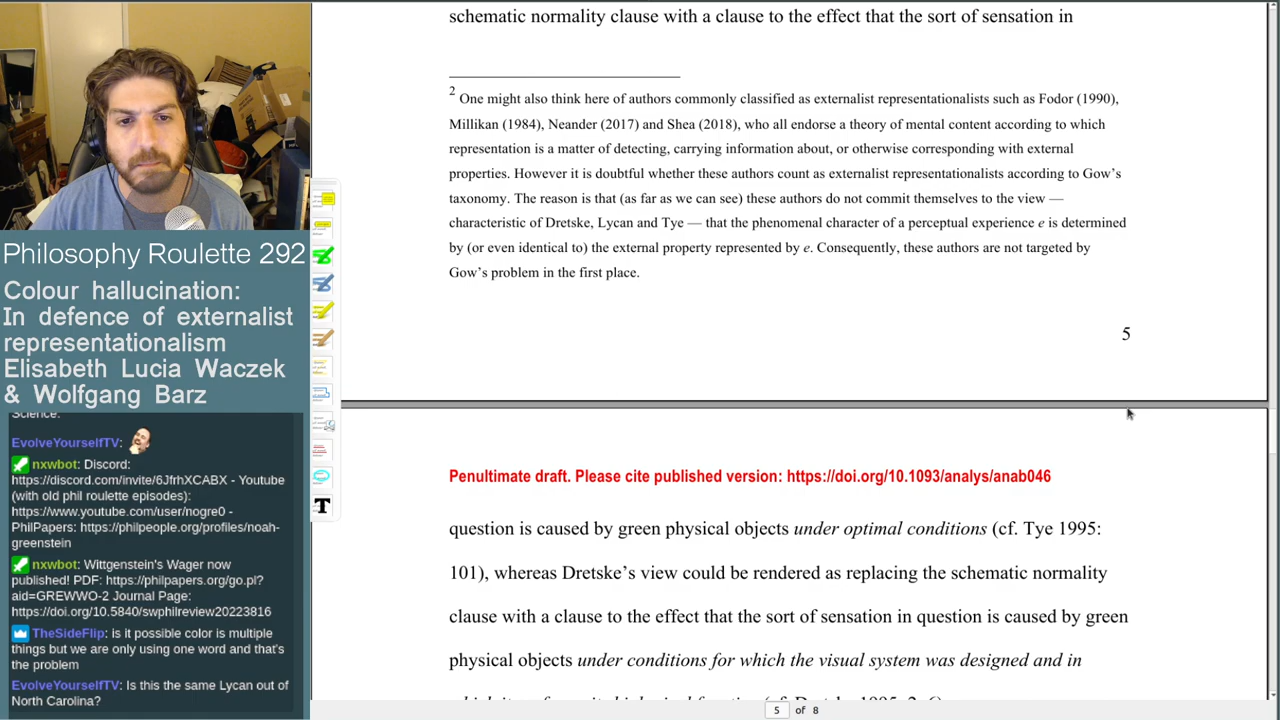 schematic normality clause with a clause to the effect that the sort of sensation in
2 One might also think here of authors commonly classified as externalist representationalists such as Fodor (1990),
Millikan (1984), Neander (2017) and Shea (2018), who all endorse a theory of mental content according to which
representation is a matter of detecting, carrying information about, or otherwise corresponding with external
properties. However it is doubtful whether these authors count as externalist representationalists according to Gow's
taxonomy. The reason is that (as far as we can see) those authors do not commit themselves to the view —
characteristic of Dretske, Lycan and Tye — that the phenomenal character of a perceptual experience e is determined
by (or even identical to) the external property represented by e. Consequently, these authors are not targeted by
Gow's problem in the first place.
5
Penultimate draft. Please cite published version: https://doi.org/10.1093/analys/anab046
question is caused by green physical objects under optimal conditions (cf. Tye 1995:
101), whereas Dretske's view could be rendered as replacing the schematic normality
clause with a clause to the effect that the sort of sensation in question is caused by green
physical objects under conditions for which the visual system was designed and in
Philosophy Roulette 292
Colour hallucination:
In defence of externalist
representationalism
Elisabeth Lucia Waczek
& Wolfgang Barz
Science.
EvolveYourselfTV:
nxwbot: Discord:
https://discord.com/invite/6JfrhXCABX - Youtube
(with old phil roulette episodes):
https://www.youtube.com/user/nogre0 -
PhilPapers: https://philpeople.org/profiles/noah-
greenstein
nxwbot: Wittgenstein's Wager now
published! PDF: https://philpapers.org/go.pl?
aid=GREWWO-2 Journal Page:
https://doi.org/10.5840/swphilreview20223816
TheSideFlip: is it possible color is multiple
things but we are only using one word and that's
the problem
EvolveYourselfTV: Is this the same Lycan out of
North Carolina?
T
5 of 8